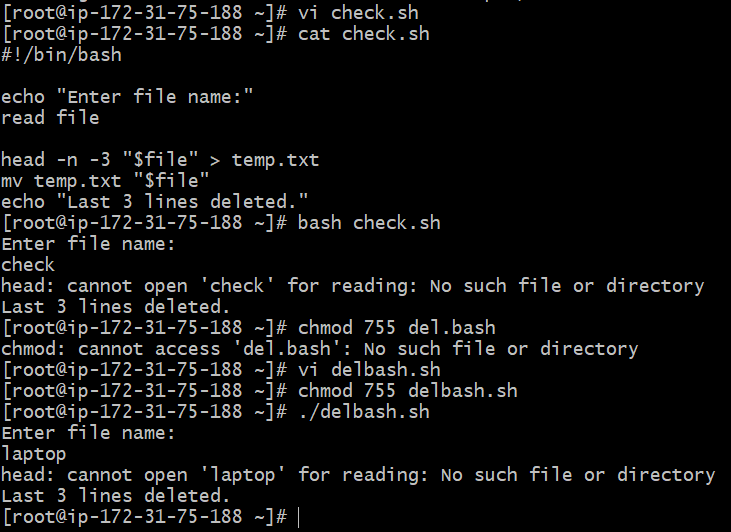 [root@ip-172-31-75-188 ~]# vi check.sh
[root@ip-172-31-75-188 ~]# cat check.sh
#!/bin/bash

echo "Enter file name:"
read file

head -n -3 "$file" > temp.txt
mv temp.txt "$file"
echo "Last 3 lines deleted."
[root@ip-172-31-75-188 ~]# bash check.sh
Enter file name:
check
head: cannot open 'check' for reading: No such file or directory
Last 3 lines deleted.
[root@ip-172-31-75-188 ~]# chmod 755 del.bash
chmod: cannot access 'del.bash': No such file or directory
[root@ip-172-31-75-188 ~]# vi delbash.sh
[root@ip-172-31-75-188 ~]# chmod 755 delbash.sh
[root@ip-172-31-75-188 ~]# ./delbash.sh
Enter file name:
laptop
head: cannot open 'laptop' for reading: No such file or directory
Last 3 lines deleted.
[root@ip-172-31-75-188 ~]#